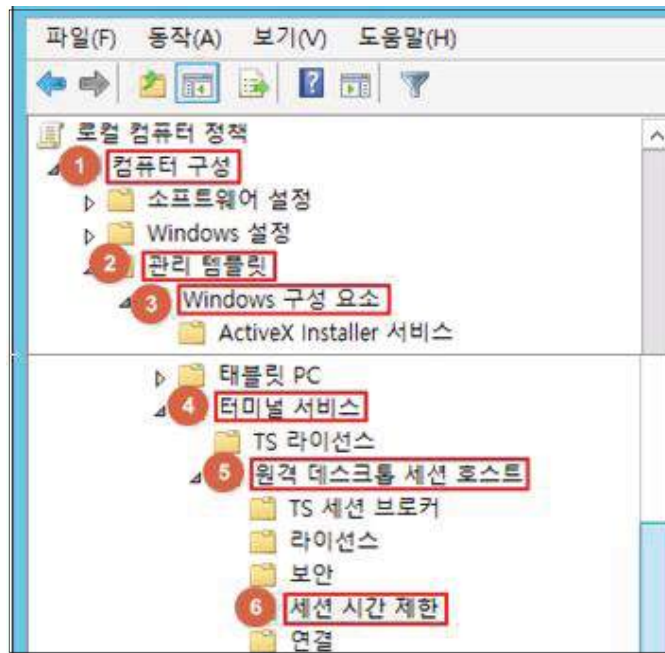 파일(F) 동작(A) 보기(V) 도움말(H)
로컬 컴퓨터 정책
1 컴퓨터 구성
소프트웨어 설정
Windows 설정
2 관리 템플릿
3 Windows 구성 요소
ActiveX Installer 서비스
태블릿 PC
4 터미널 서비스
TS 라이선스
5 원격 데스크톱 세션 호스트
TS 세션 브로커
라이선스
보안
6 세션 시간 제한
연결